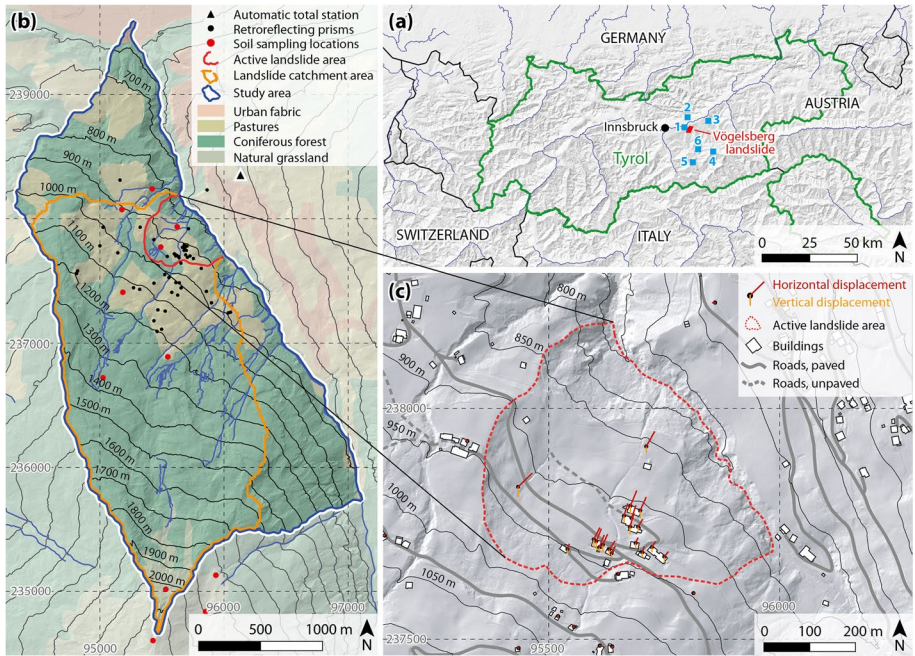 (b)
Automatic total station
Retroreflecting prisms
Soil sampling locations
Active landslide area
Landslide catchment area
Study area
Urban fabric
Pastures
Coniferous forest
Natural grassland
239000
237000
236000
235000
700 m
800 m
900 m
1000 m
1100 m
1200 m
1300 m
1400 m
1500 m
1600 m
1700 m
1800 m
1900 m
2000 m
95000
96000
97000
0 500 1000 m
N
(a)
GERMANY
AUSTRIA
Innsbruck
1
2
3
Vögelsberg
landslide
6
5
4
Tyrol
SWITZERLAND
ITALY
0 25 50 km
N
(c)
Horizontal displacement
Vertical displacement
Active landslide area
Buildings
Roads, paved
Roads, unpaved
800 m
850 m
900 m
950 m
1000 m
1050 m
238000
237500
95500
96000
0 100 200 m
N